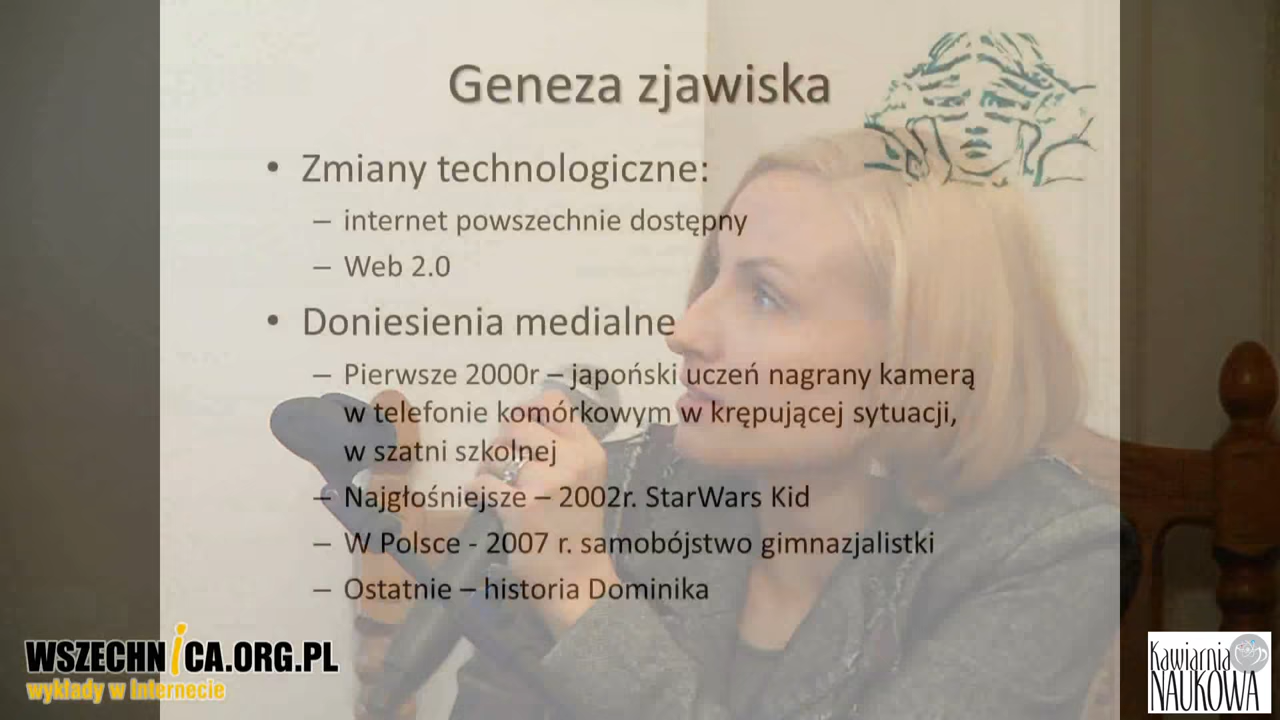 Geneza zjawiska
• Zmiany technologiczne:
– internet powszechnie dostępny
– Web 2.0
• Doniesienia medialne
– Pierwsze 2000r – japoński uczeń nagrany kamerą
w telefonie komórkowym w krępującej sytuacji,
w szatni szkolnej
– Najgłośniejsze – 2002r. StarWars Kid
– W Polsce - 2007 r. samobójstwo gimnazjalistki
– Ostatnie – historia Dominika
WSZECHNiCA.ORG.PL
wykłady w internecie
Kawiarnia
NAUKOWA